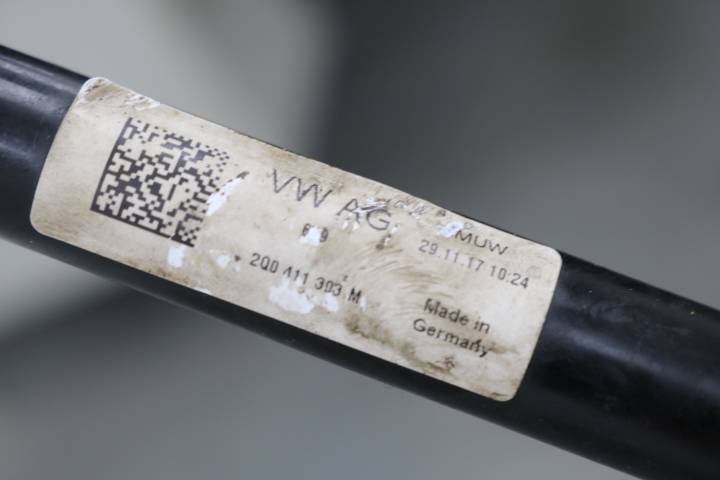 VW AG
MUW
29.11.17 10:24
2Q0 411 303 M
Made in
Germany